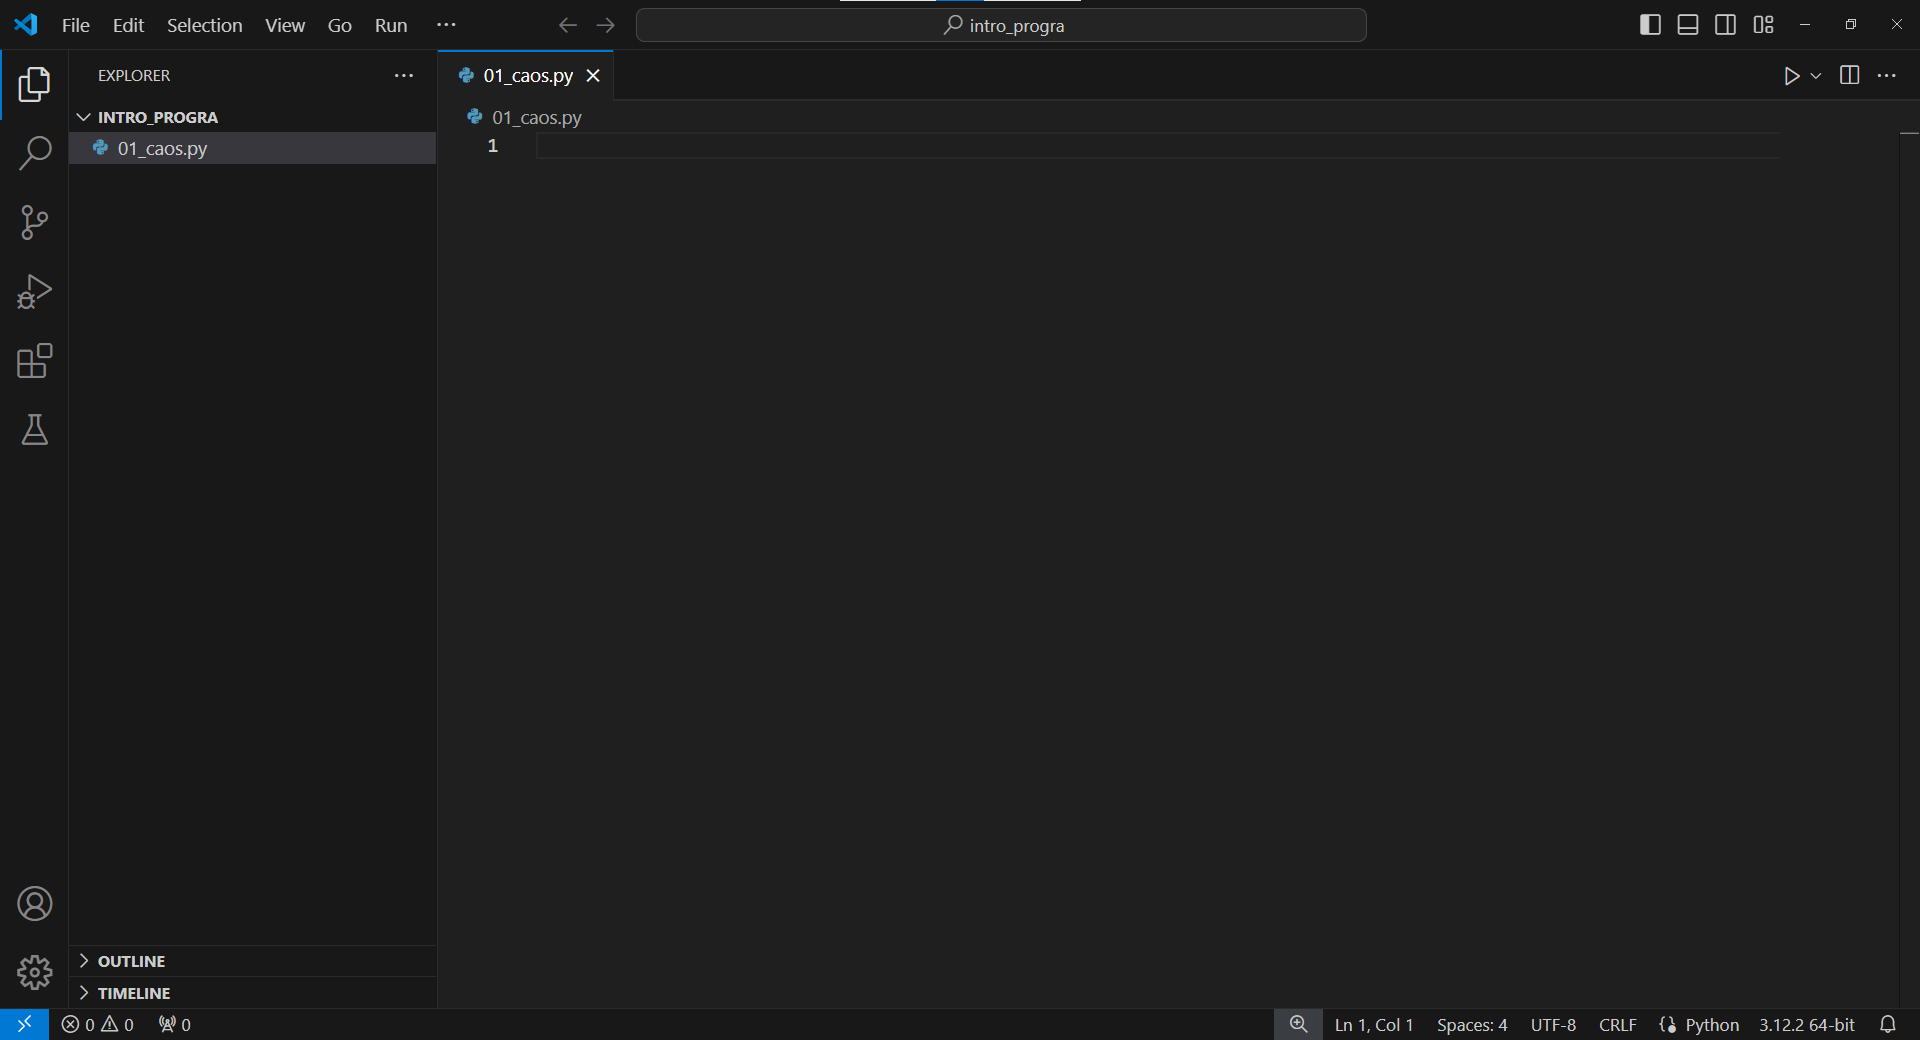 File Edit Selection View Go Run ···
intro_progra
EXPLORER ···
INTRO_PROGRA
01_caos.py
01_caos.py
01_caos.py
1
OUTLINE
TIMELINE
0 0 0
Ln 1, Col 1 Spaces: 4 UTF-8 CRLF {} Python 3.12.2 64-bit